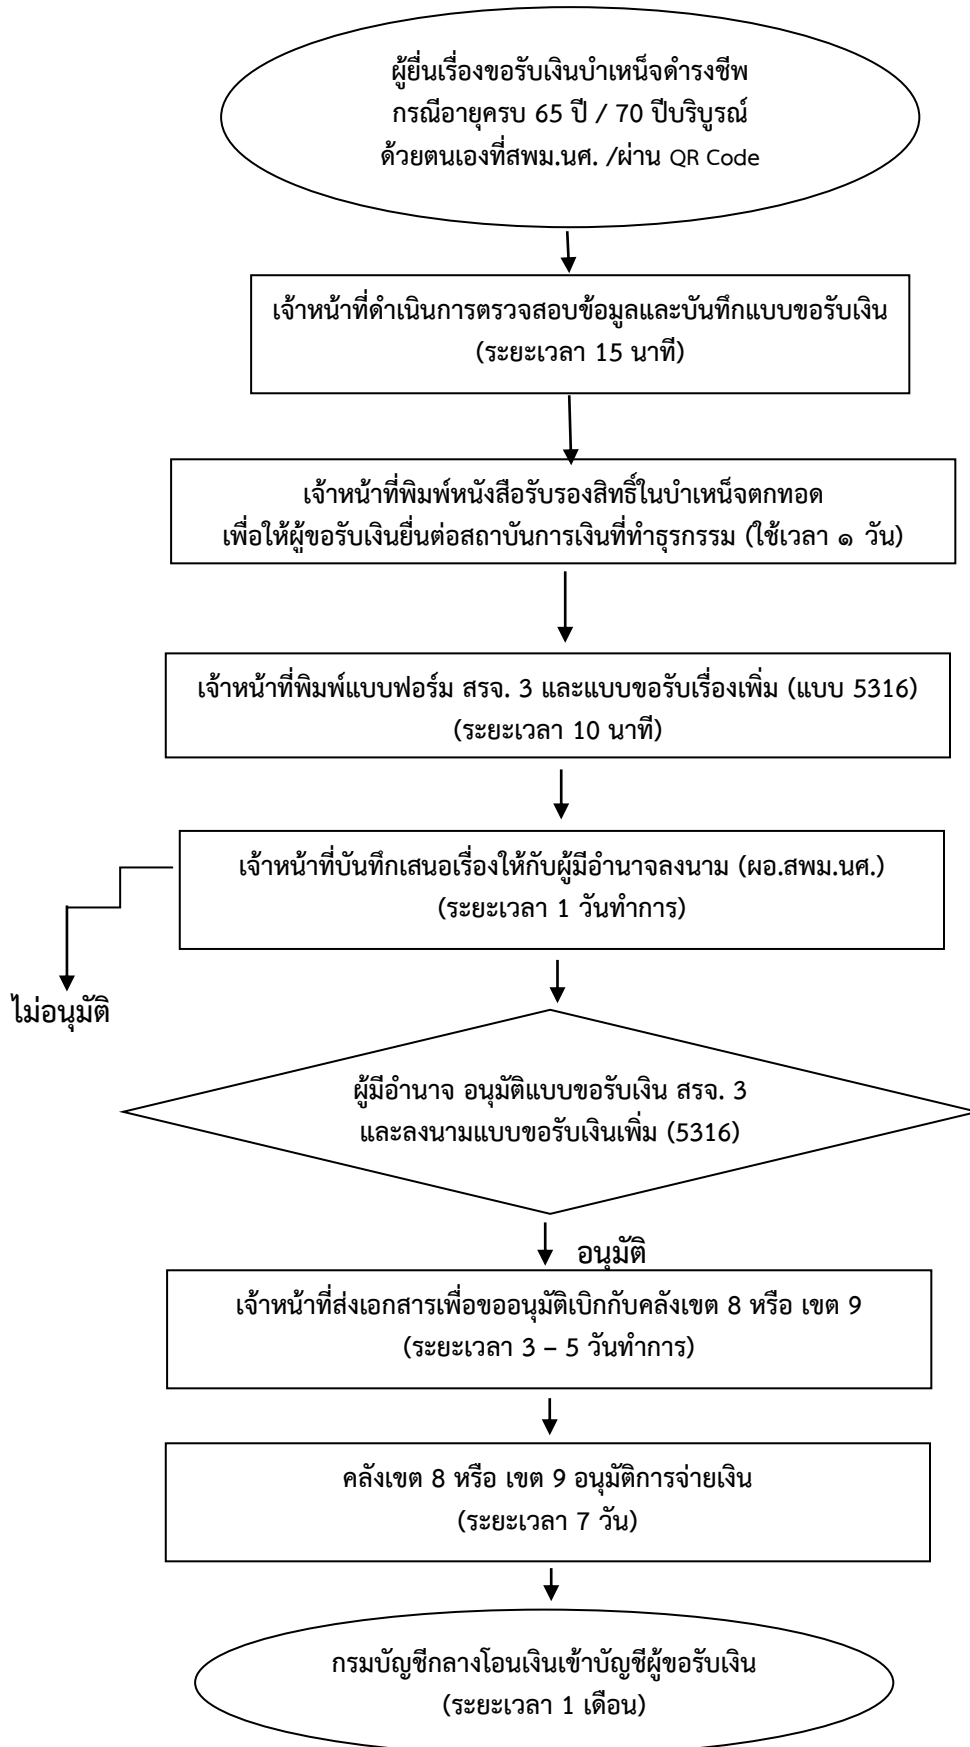 ผู้ยื่นเรื่องขอรับเงินบำเหน็จดำรงชีพ
กรณีอายุครบ 65 ปี / 70 ปีบริบูรณ์
ด้วยตนเองที่สพม.นศ. /ผ่าน QR Code
เจ้าหน้าที่ดำเนินการตรวจสอบข้อมูลและบันทึกแบบขอรับเงิน
(ระยะเวลา 15 นาที)
เจ้าหน้าที่พิมพ์หนังสือรับรองสิทธิ์ในบำเหน็จตกทอด
เพื่อให้ผู้ขอรับเงินยื่นต่อสถาบันการเงินที่ทำธุรกรรม (ใช้เวลา ๑ วัน)
เจ้าหน้าที่พิมพ์แบบฟอร์ม สรจ. 3 และแบบขอรับเรื่องเพิ่ม (แบบ 5316)
(ระยะเวลา 10 นาที)
เจ้าหน้าที่บันทึกเสนอเรื่องให้กับผู้มีอำนาจลงนาม (ผอ.สพม.นศ.)
(ระยะเวลา 1 วันทำการ)
ไม่อนุมัติ
ผู้มีอำนาจ อนุมัติแบบขอรับเงิน สรจ. 3
และลงนามแบบขอรับเงินเพิ่ม (5316)
อนุมัติ
เจ้าหน้าที่ส่งเอกสารเพื่อขออนุมัติเบิกกับคลังเขต 8 หรือ เขต 9
(ระยะเวลา 3 – 5 วันทำการ)
คลังเขต 8 หรือ เขต 9 อนุมัติการจ่ายเงิน
(ระยะเวลา 7 วัน)
กรมบัญชีกลางโอนเงินเข้าบัญชีผู้ขอรับเงิน
(ระยะเวลา 1 เดือน)